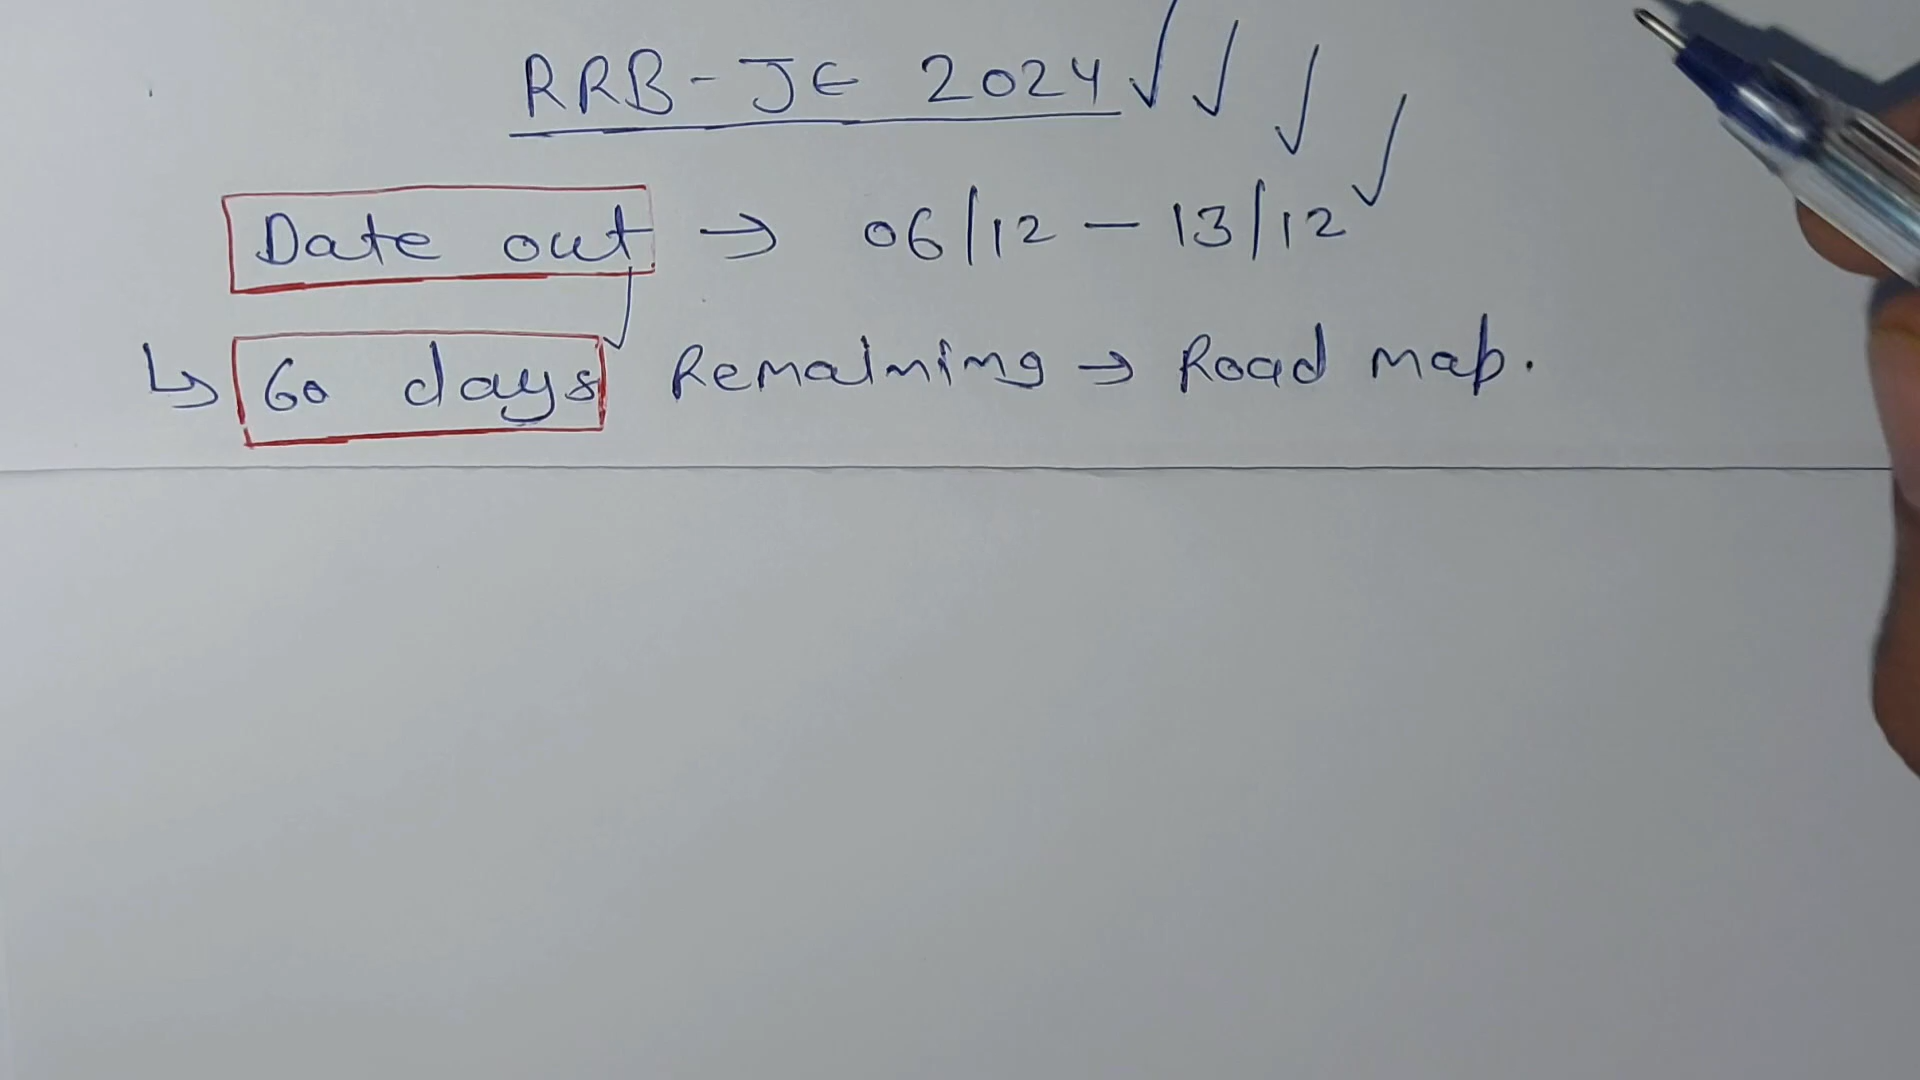 RRB - JE 2024
Date out → 06/12 - 13/12
↳ 60 days Remaining → Road map.